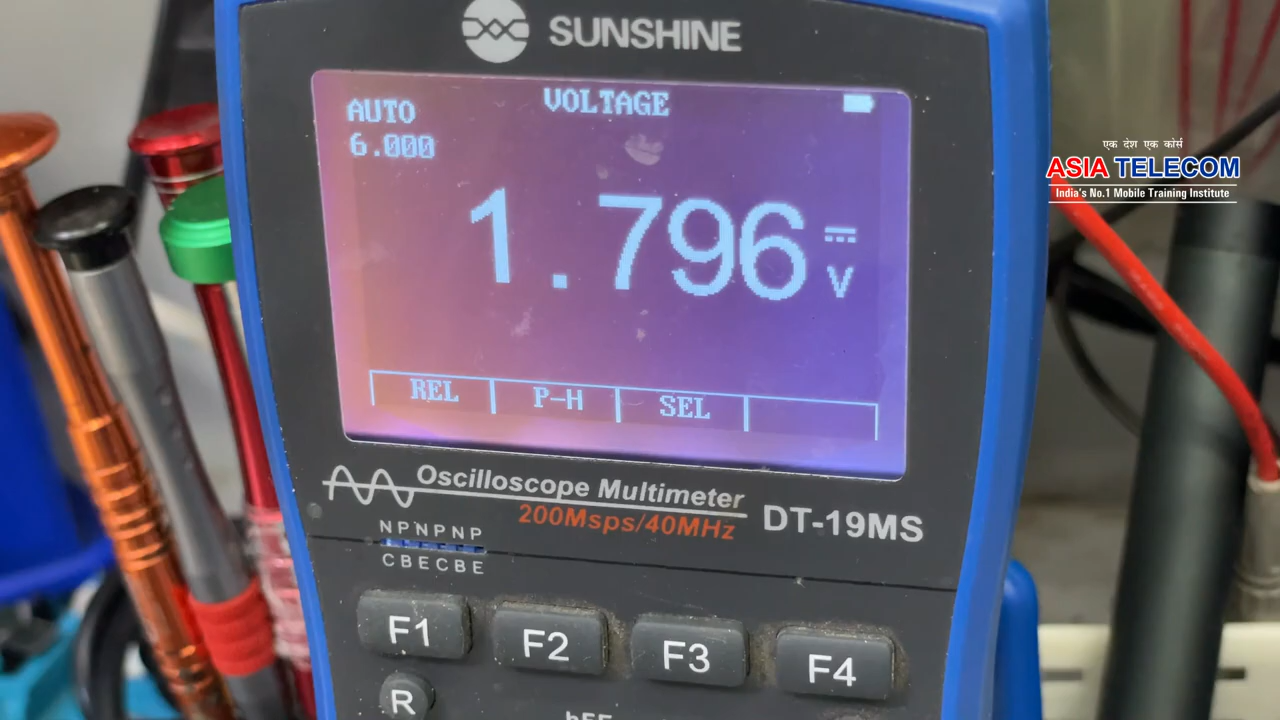 SUNSHINE
AUTO
VOLTAGE
6.000
1.796 V
REL P-H SEL
Oscilloscope Multimeter
200Msps/40MHz
DT-19MS
NPNPNP
CBECBE
F1 F2 F3 F4
R
एक देश एक कोर्स
ASIA TELECOM
India's No.1 Mobile Training Institute